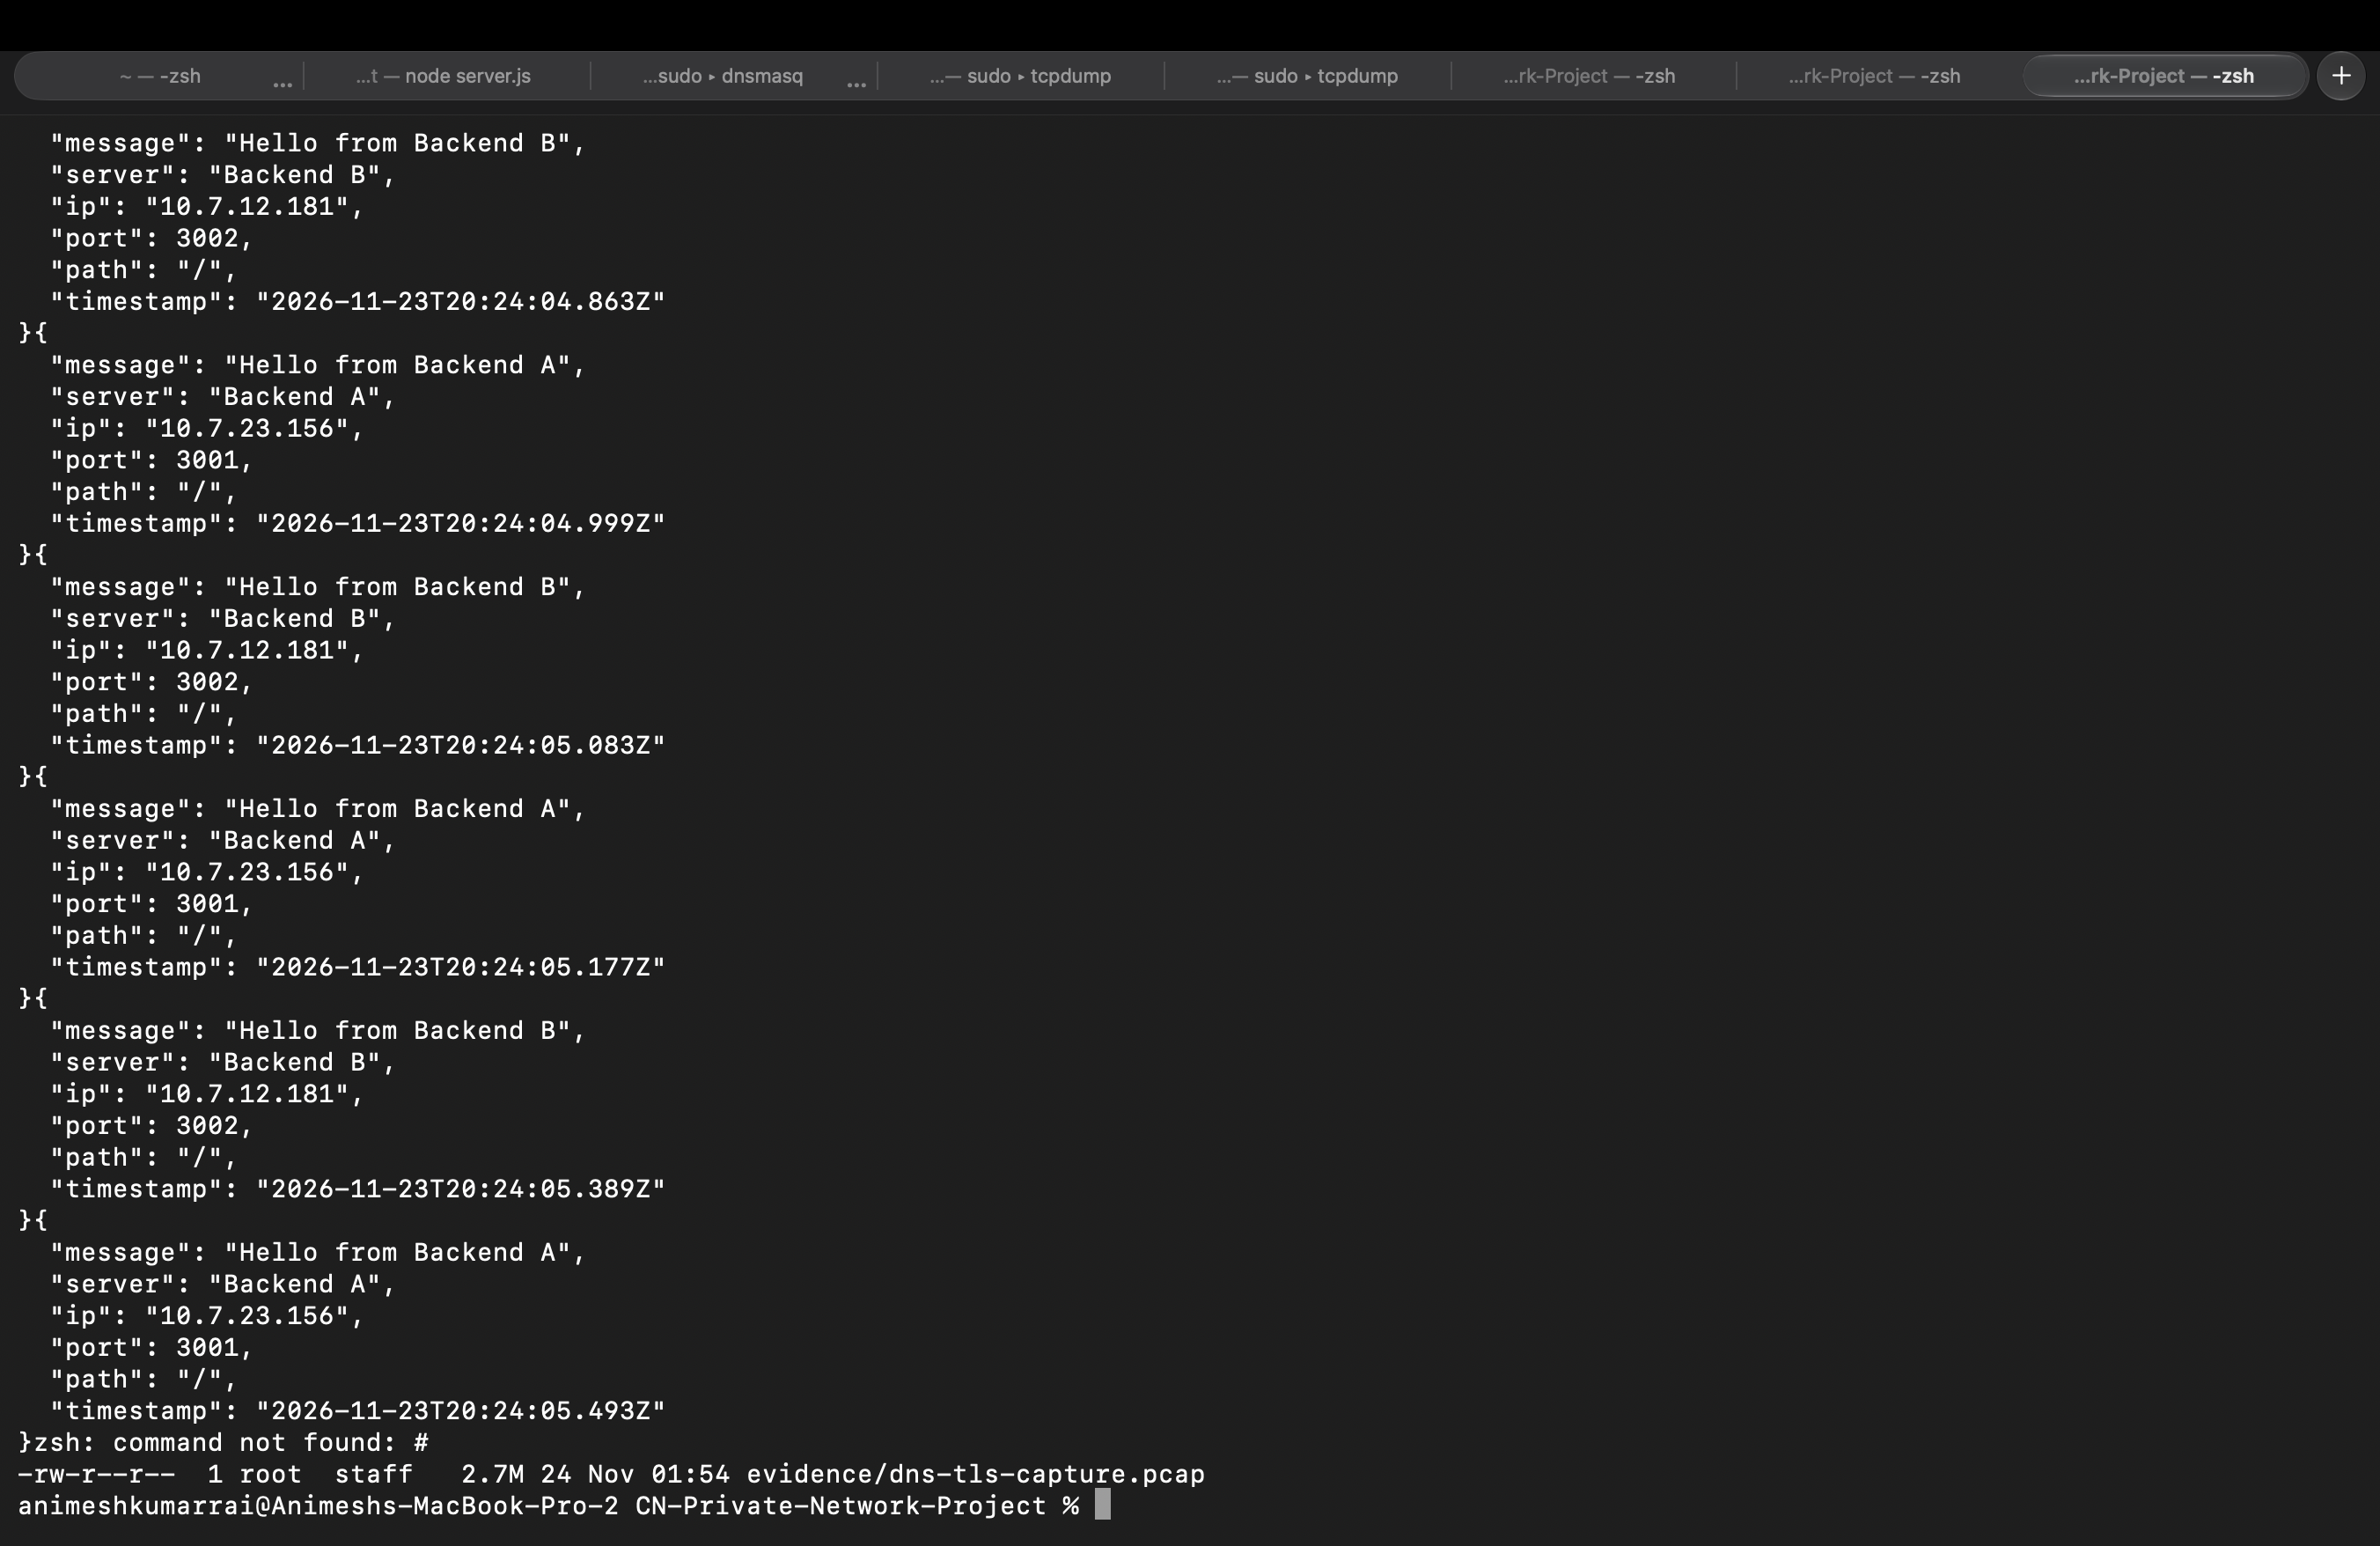 ~ — -zsh ...
...t — node server.js
...sudo ▸ dnsmasq ...
...— sudo ▸ tcpdump
...— sudo ▸ tcpdump
...rk-Project — -zsh
...rk-Project — -zsh
...rk-Project — -zsh
+
"message": "Hello from Backend B",
"server": "Backend B",
"ip": "10.7.12.181",
"port": 3002,
"path": "/",
"timestamp": "2026-11-23T20:24:04.863Z"
}{
"message": "Hello from Backend A",
"server": "Backend A",
"ip": "10.7.23.156",
"port": 3001,
"path": "/",
"timestamp": "2026-11-23T20:24:04.999Z"
}{
"message": "Hello from Backend B",
"server": "Backend B",
"ip": "10.7.12.181",
"port": 3002,
"path": "/",
"timestamp": "2026-11-23T20:24:05.083Z"
}{
"message": "Hello from Backend A",
"server": "Backend A",
"ip": "10.7.23.156",
"port": 3001,
"path": "/",
"timestamp": "2026-11-23T20:24:05.177Z"
}{
"message": "Hello from Backend B",
"server": "Backend B",
"ip": "10.7.12.181",
"port": 3002,
"path": "/",
"timestamp": "2026-11-23T20:24:05.389Z"
}{
"message": "Hello from Backend A",
"server": "Backend A",
"ip": "10.7.23.156",
"port": 3001,
"path": "/",
"timestamp": "2026-11-23T20:24:05.493Z"
}zsh: command not found: #
-rw-r--r--  1 root  staff   2.7M 24 Nov 01:54 evidence/dns-tls-capture.pcap
animeshkumarrai@Animeshs-MacBook-Pro-2 CN-Private-Network-Project %